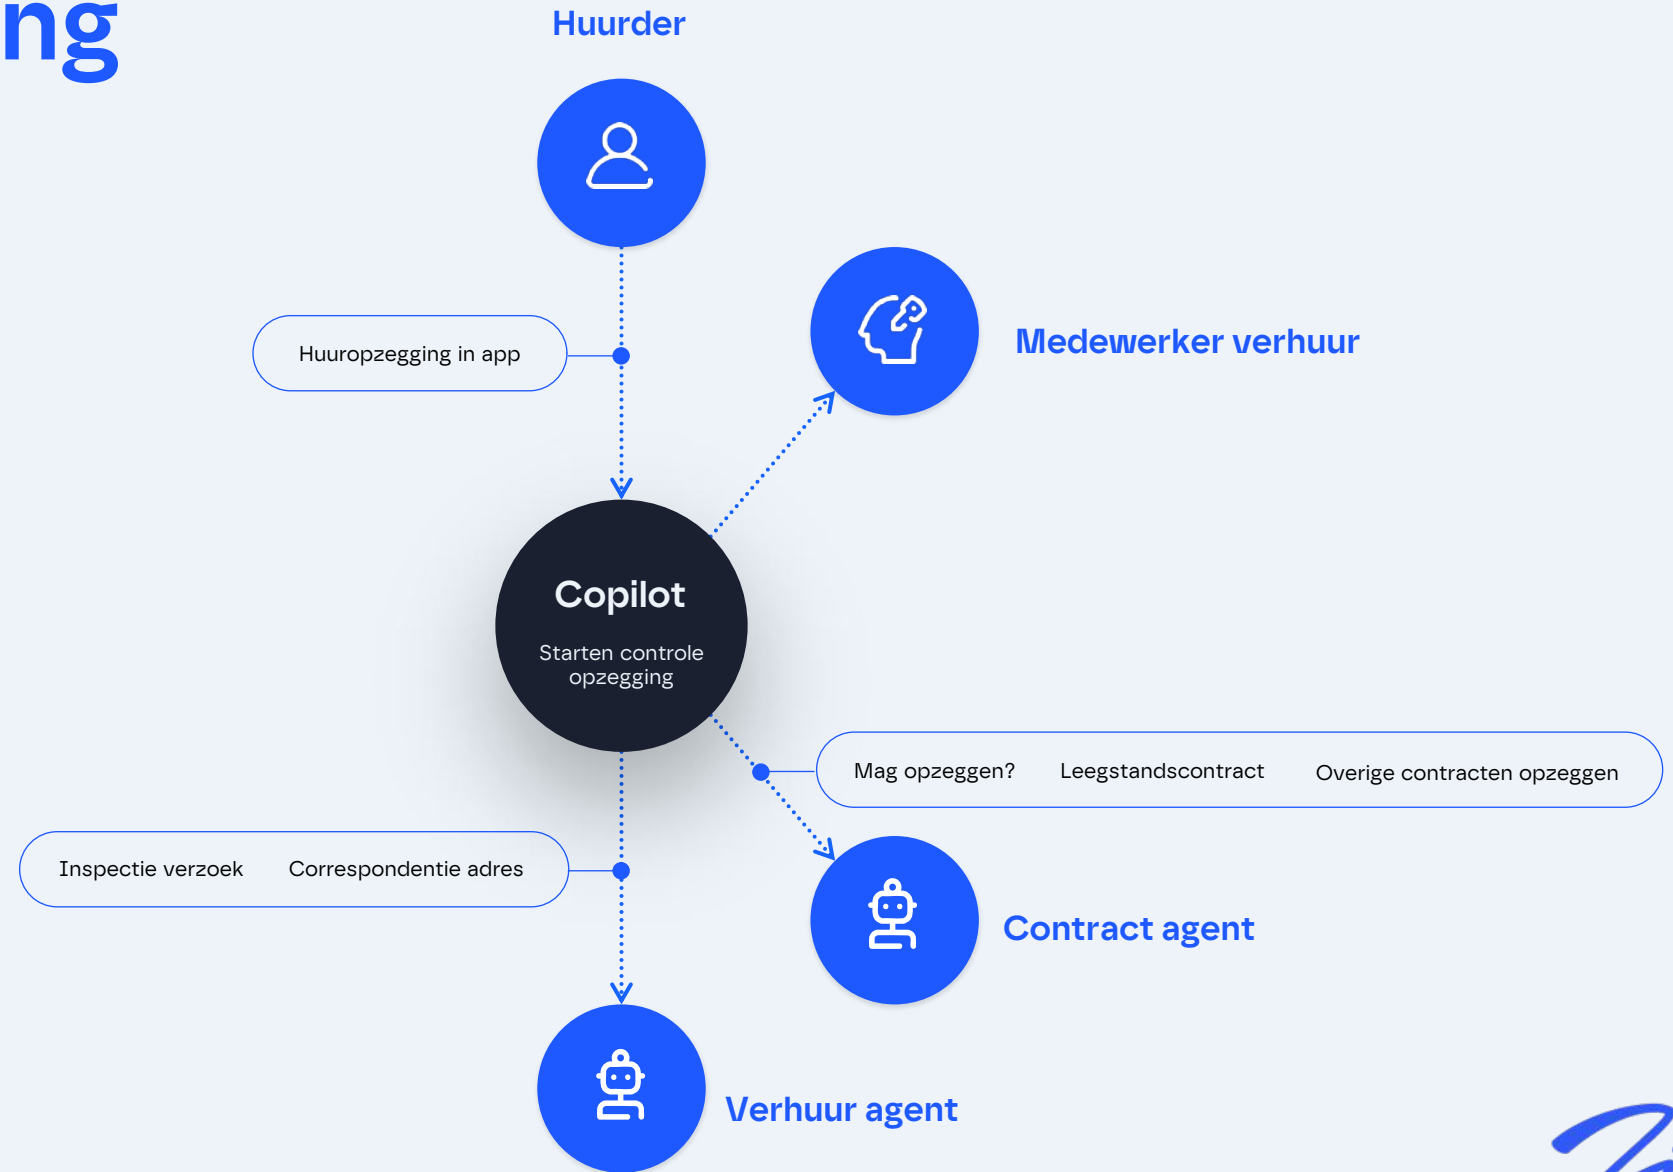 ng
Huurder
Medewerker verhuur
Huuropzegging in app
Copilot
Starten controle
opzegging
Mag opzeggen? Leegstandscontract Overige contracten opzeggen
Inspectie verzoek Correspondentie adres
Contract agent
Verhuur agent